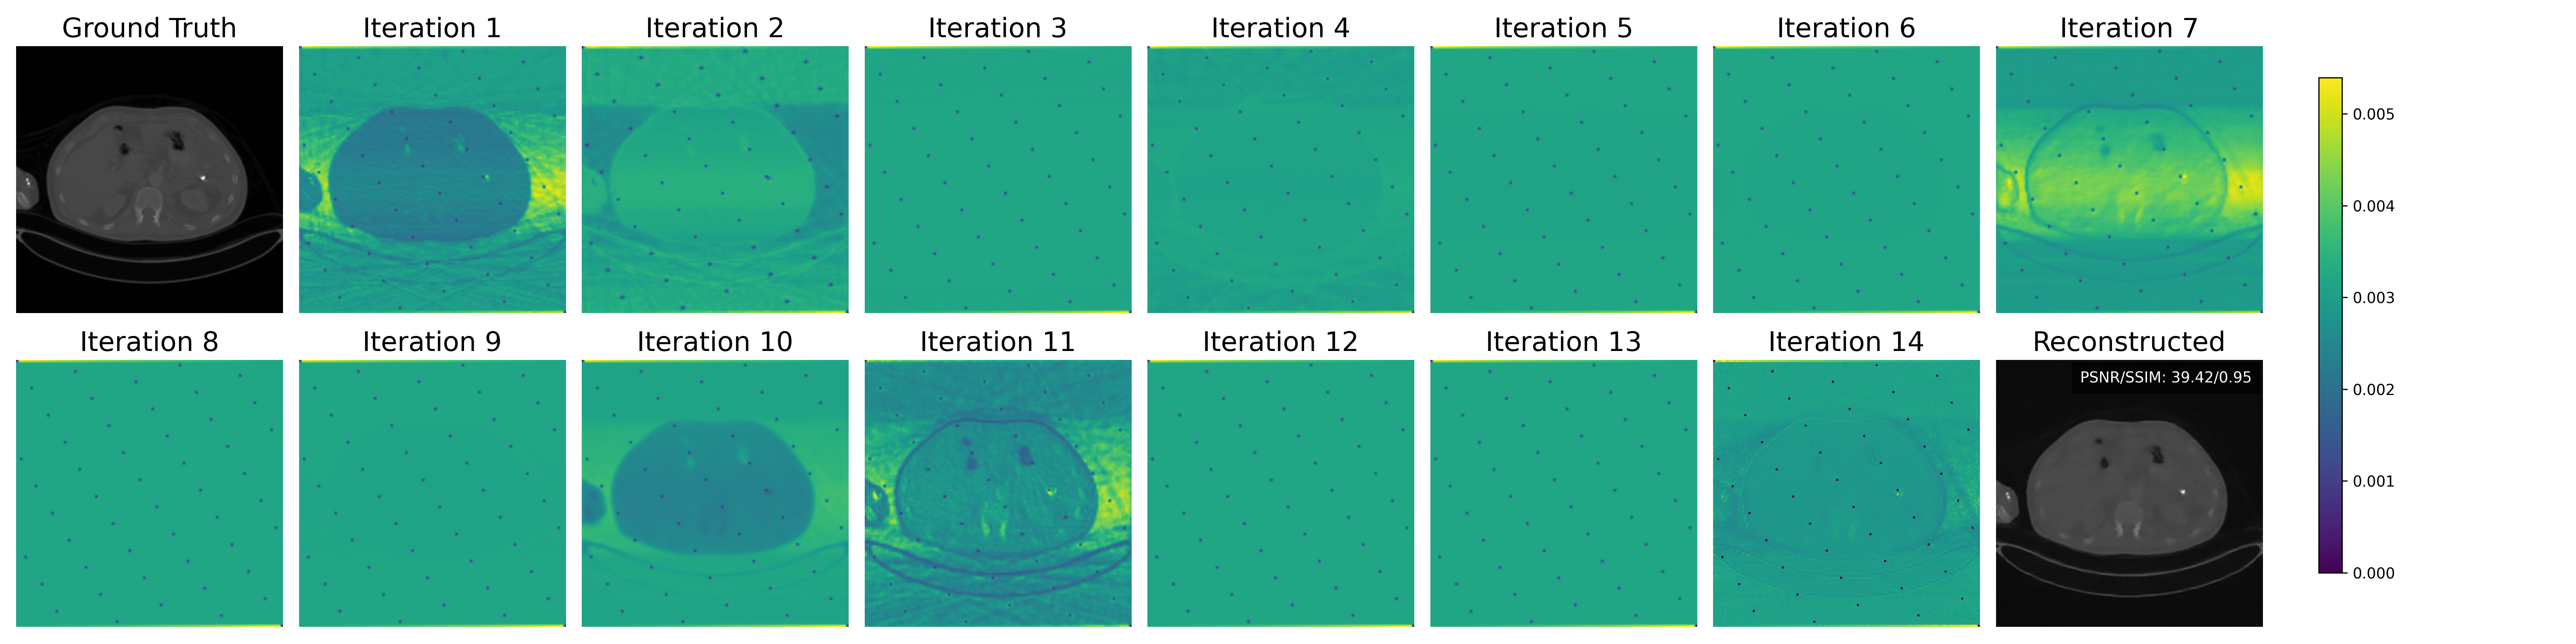 Ground Truth
Iteration 1
Iteration 2
Iteration 3
Iteration 4
Iteration 5
Iteration 6
Iteration 7
0.005
0.004
0.003
0.002
0.001
0.000
Iteration 8
Iteration 9
Iteration 10
Iteration 11
Iteration 12
Iteration 13
Iteration 14
Reconstructed
PSNR/SSIM: 39.42/0.95